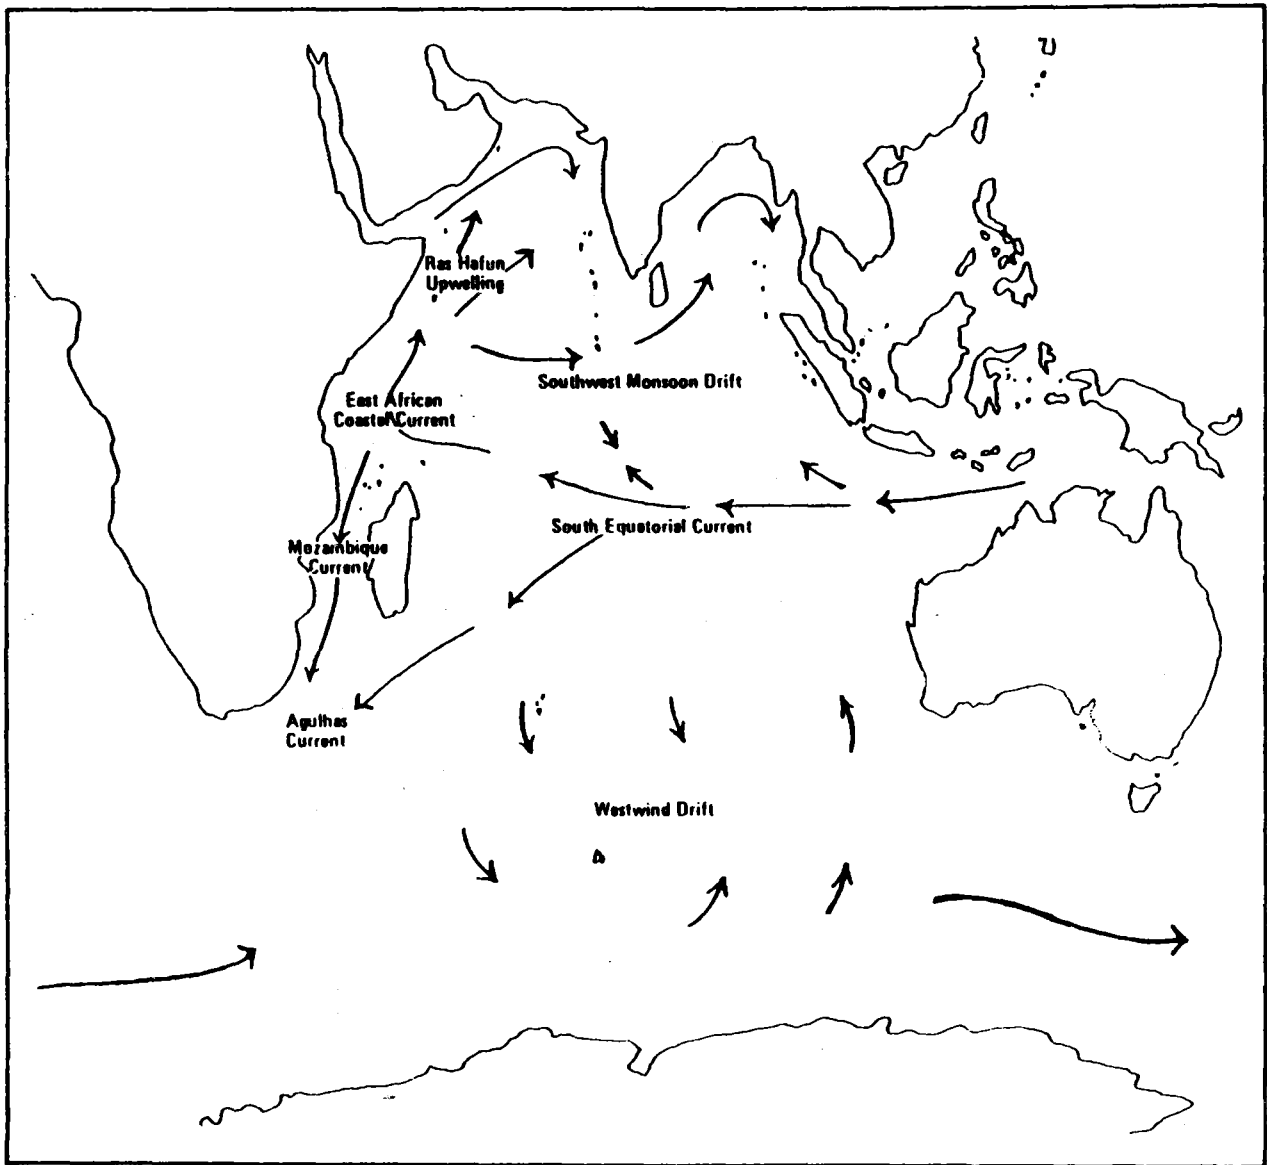 Ras Hafun
Upwelling
Southwest Monsoon Drift
East African
Coastal Current
South Equatorial Current
Mozambique
Current
Agulhas
Current
Westwind Drift